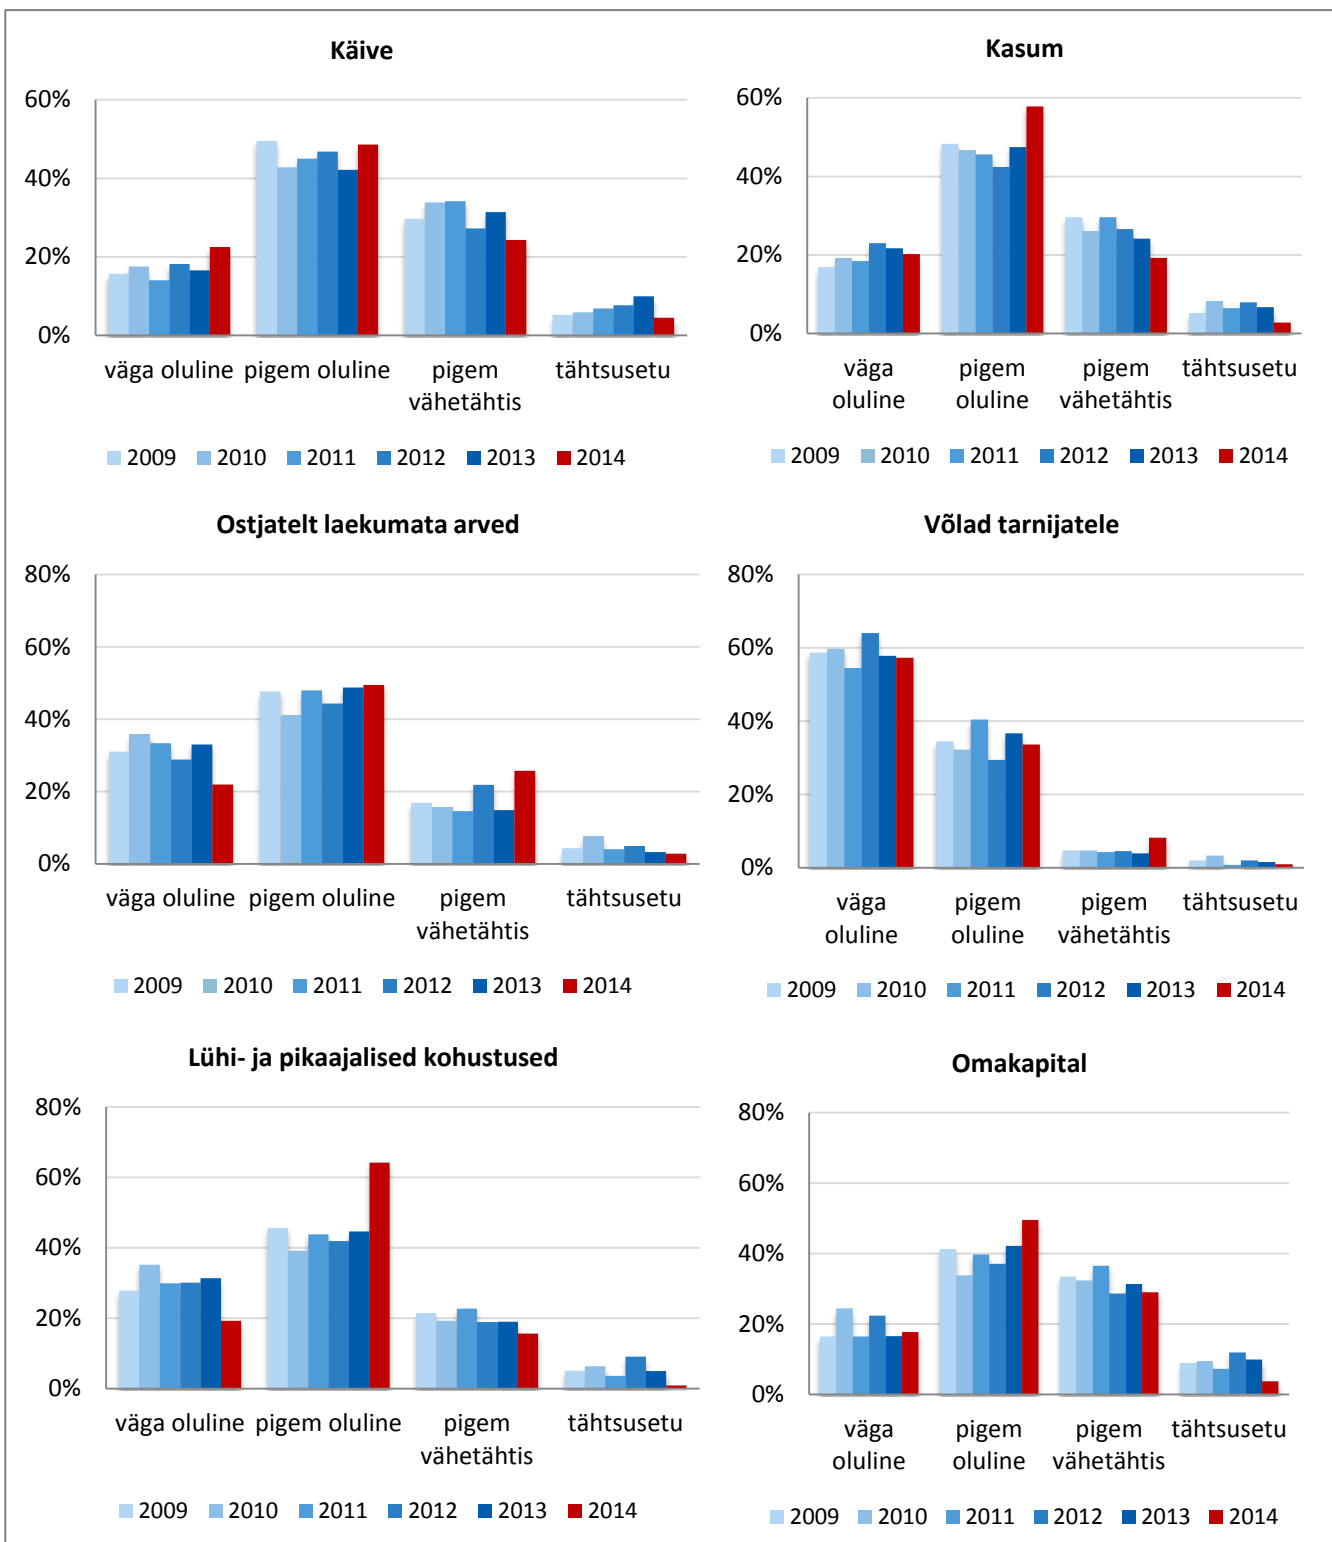 Käive
60%
40%
20%
0%
väga oluline pigem oluline pigem vähetähtis tähtsusetu
2009 2010 2011 2012 2013 2014
Kasum
60%
40%
20%
0%
väga oluline pigem oluline pigem vähetähtis tähtsusetu
2009 2010 2011 2012 2013 2014
Ostjatelt laekumata arved
80%
60%
40%
20%
0%
väga oluline pigem oluline pigem vähetähtis tähtsusetu
2009 2010 2011 2012 2013 2014
Võlad tarnijatele
80%
60%
40%
20%
0%
väga oluline pigem oluline pigem vähetähtis tähtsusetu
2009 2010 2011 2012 2013 2014
Lühi- ja pikaajalised kohustused
80%
60%
40%
20%
0%
väga oluline pigem oluline pigem vähetähtis tähtsusetu
2009 2010 2011 2012 2013 2014
Omakapital
80%
60%
40%
20%
0%
väga oluline pigem oluline pigem vähetähtis tähtsusetu
2009 2010 2011 2012 2013 2014